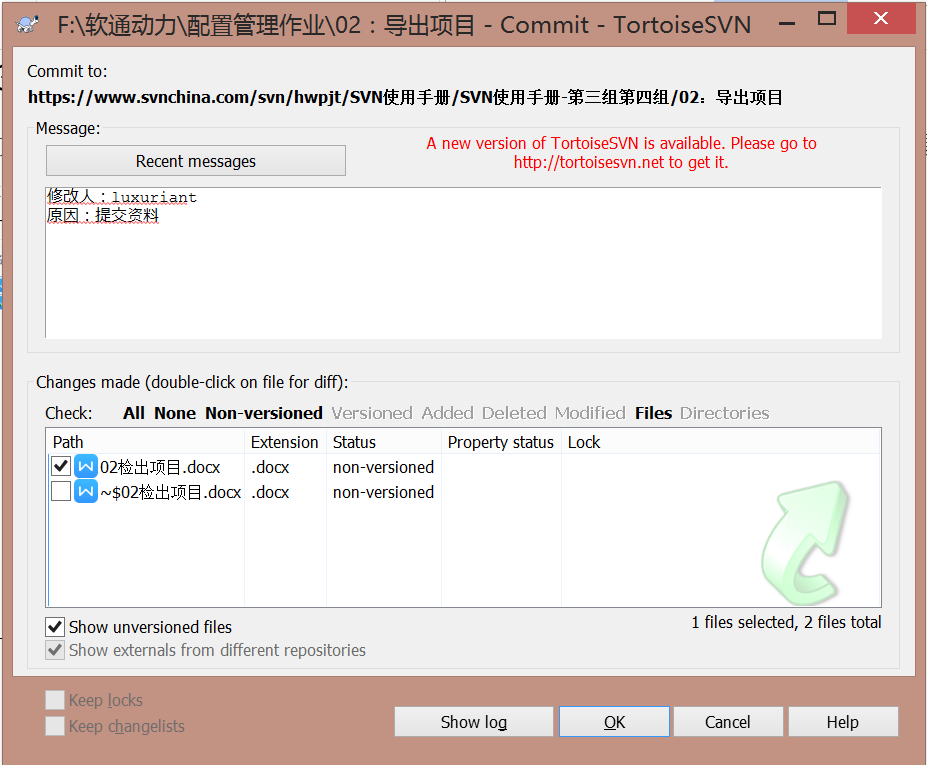 F:\软通动力\配置管理作业\02：导出项目 - Commit - TortoiseSVN
Commit to:
https://www.svnchina.com/svn/hwpjt/SVN使用手册/SVN使用手册-第三组第四组/02：导出项目
Message:
Recent messages
A new version of TortoiseSVN is available. Please go to
http://tortoisesvn.net to get it.
修改人：luxuriant
原因：提交资料
Changes made (double-click on file for diff):
Check: All None Non-versioned Versioned Added Deleted Modified Files Directories
Path Extension Status Property status Lock
02检出项目.docx .docx non-versioned
~$02检出项目.docx .docx non-versioned
Show unversioned files
1 files selected, 2 files total
Show externals from different repositories
Keep locks
Keep changelists
Show log OK Cancel Help